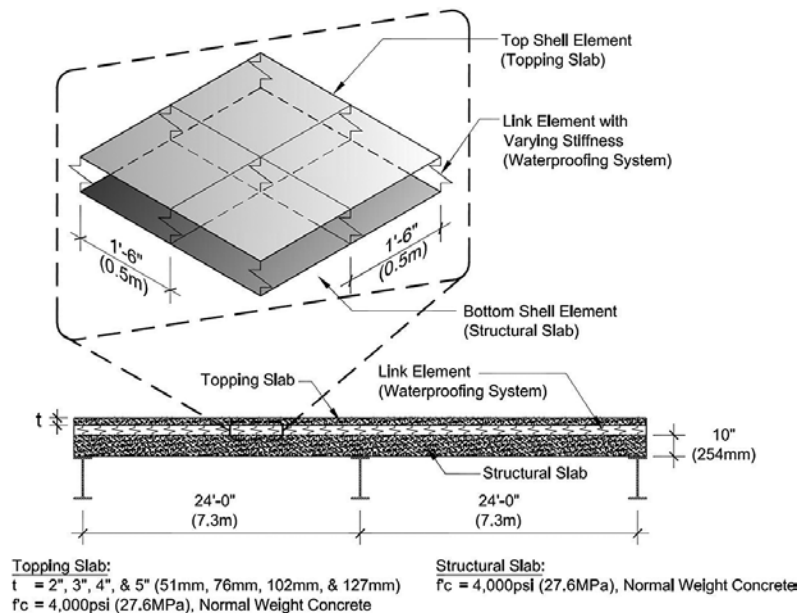 Top Shell Element
(Topping Slab)
Link Element with
Varying Stiffness
(Waterproofing System)
1'-6"
(0.5m)
1'-6"
(0.5m)
Bottom Shell Element
(Structural Slab)
Topping Slab
Link Element
(Waterproofing System)
t
10"
(254mm)
Structural Slab
24'-0"
(7.3m)
24'-0"
(7.3m)
Topping Slab:
t = 2", 3", 4", & 5" (51mm, 76mm, 102mm, & 127mm)
f'c = 4,000psi (27.6MPa), Normal Weight Concrete
Structural Slab:
f'c = 4,000psi (27.6MPa), Normal Weight Concrete